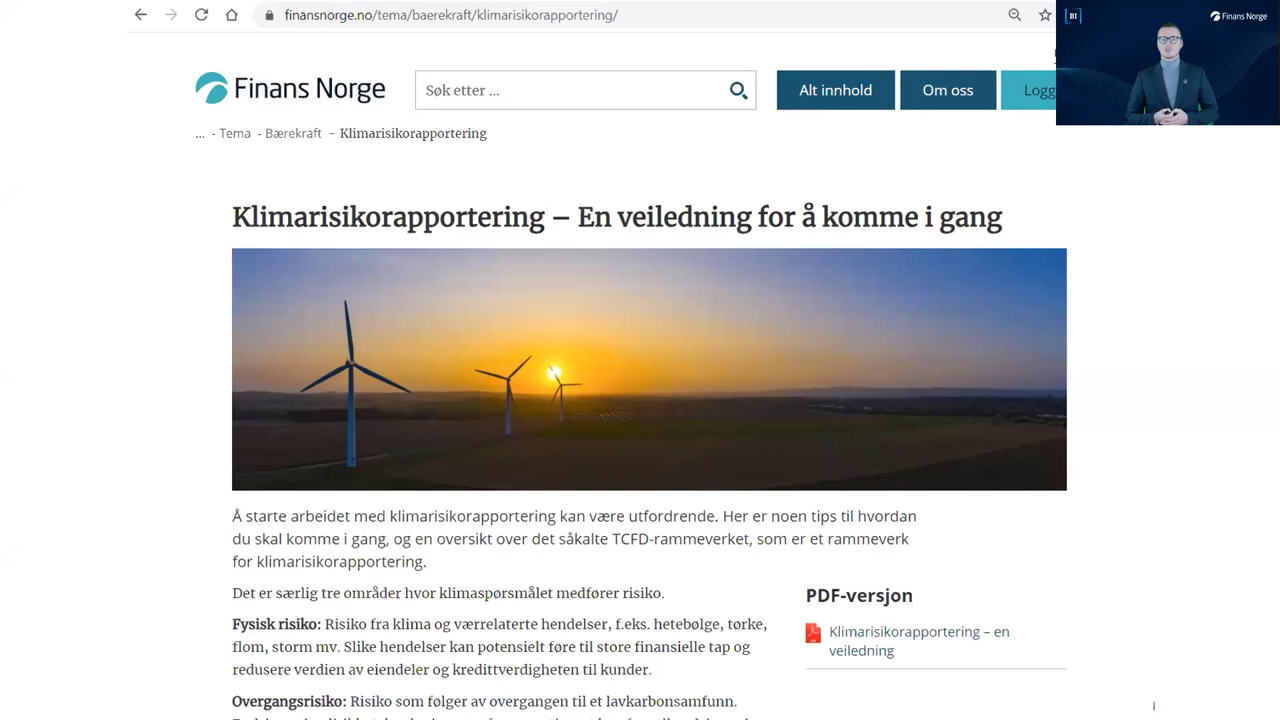 finansnorge.no/tema/baerekraft/klimarisikorapportering/
BI
Finans Norge
Finans Norge
Søk etter ...
Alt innhold
Om oss
Logg
... - Tema - Bærekraft - Klimarisikorapportering
Klimarisikorapportering – En veiledning for å komme i gang
Å starte arbeidet med klimarisikorapportering kan være utfordrende. Her er noen tips til hvordan
du skal komme i gang, og en oversikt over det såkalte TCFD-rammeverket, som er et rammeverk
for klimarisikorapportering.
Det er særlig tre områder hvor klimaspørsmålet medfører risiko.
Fysisk risiko: Risiko fra klima og værrelaterte hendelser, f.eks. hetebølge, tørke,
flom, storm mv. Slike hendelser kan potensielt føre til store finansielle tap og
redusere verdien av eiendeler og kredittverdigheten til kunder.
Overgangsrisiko: Risiko som følger av overgangen til et lavkarbonsamfunn.
PDF-versjon
Klimarisikorapportering – en
veiledning